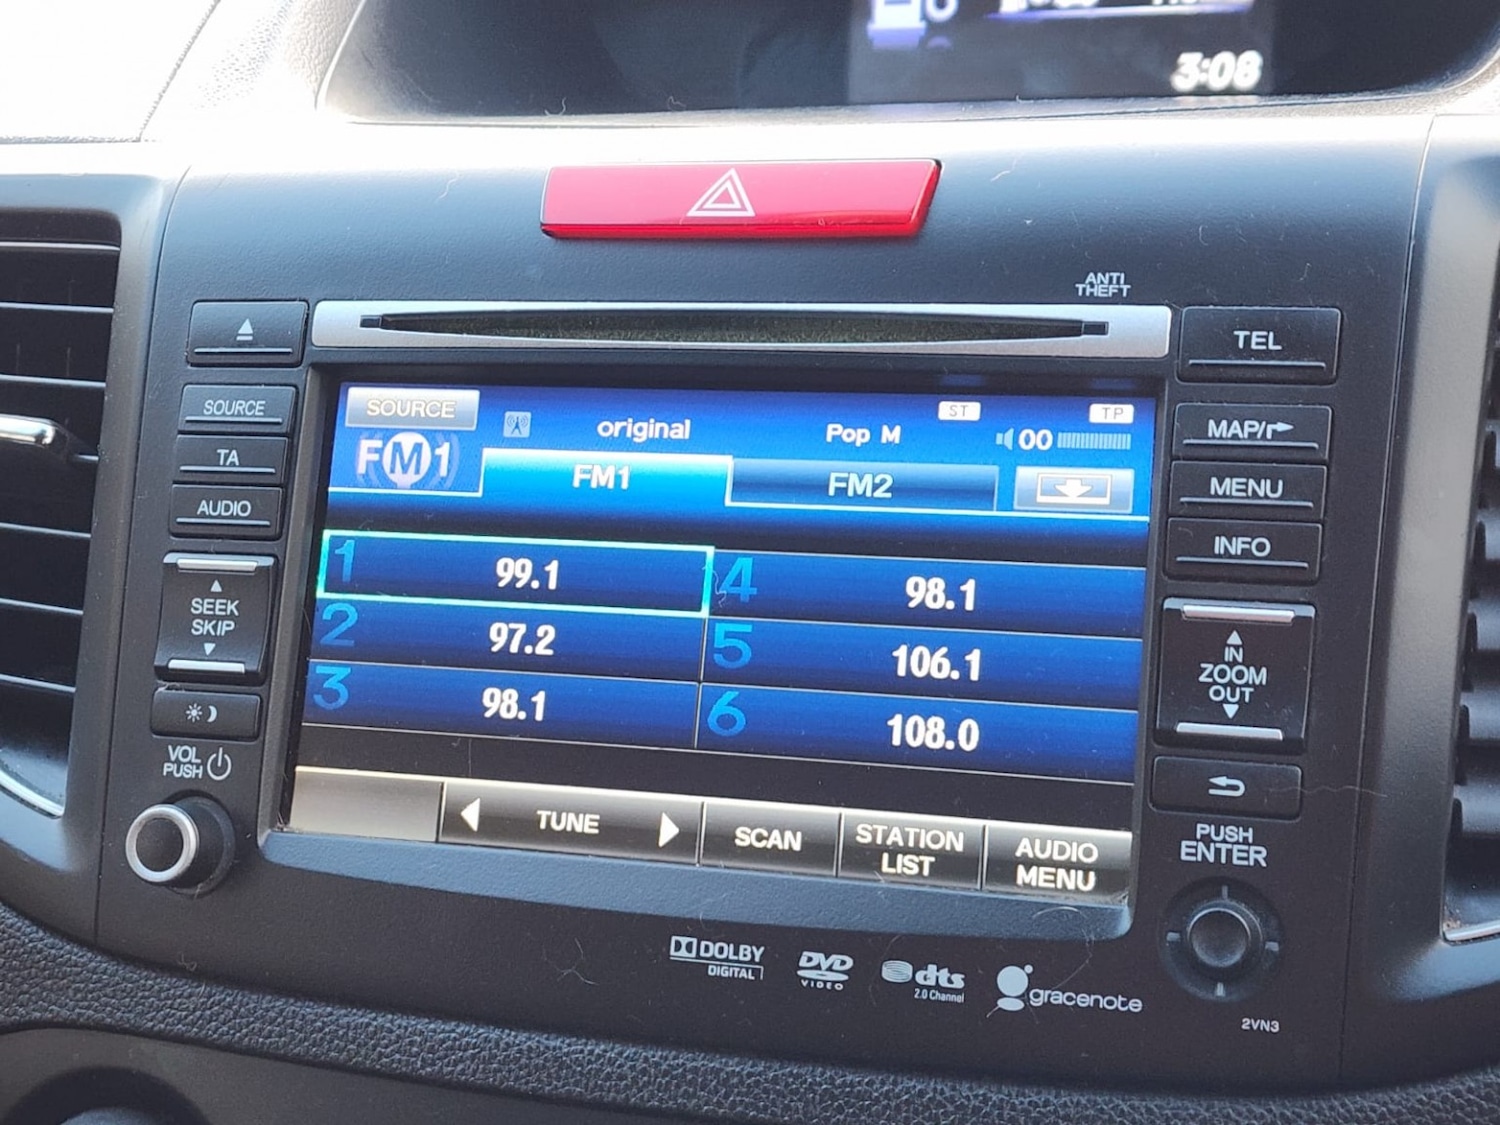 3:08
ANTI
THEFT
TEL
SOURCE
TA
AUDIO
SEEK
SKIP
VOL
PUSH
SOURCE
original
Pop M
ST
TP
00
FM1
FM1
FM2
1 99.1
4 98.1
2 97.2
5 106.1
3 98.1
6 108.0
TUNE
SCAN
STATION
LIST
AUDIO
MENU
MAP/
MENU
INFO
IN
ZOOM
OUT
PUSH
ENTER
DOLBY
DIGITAL
DVD
VIDEO
dts
2.0 Channel
gracenote
2VN3